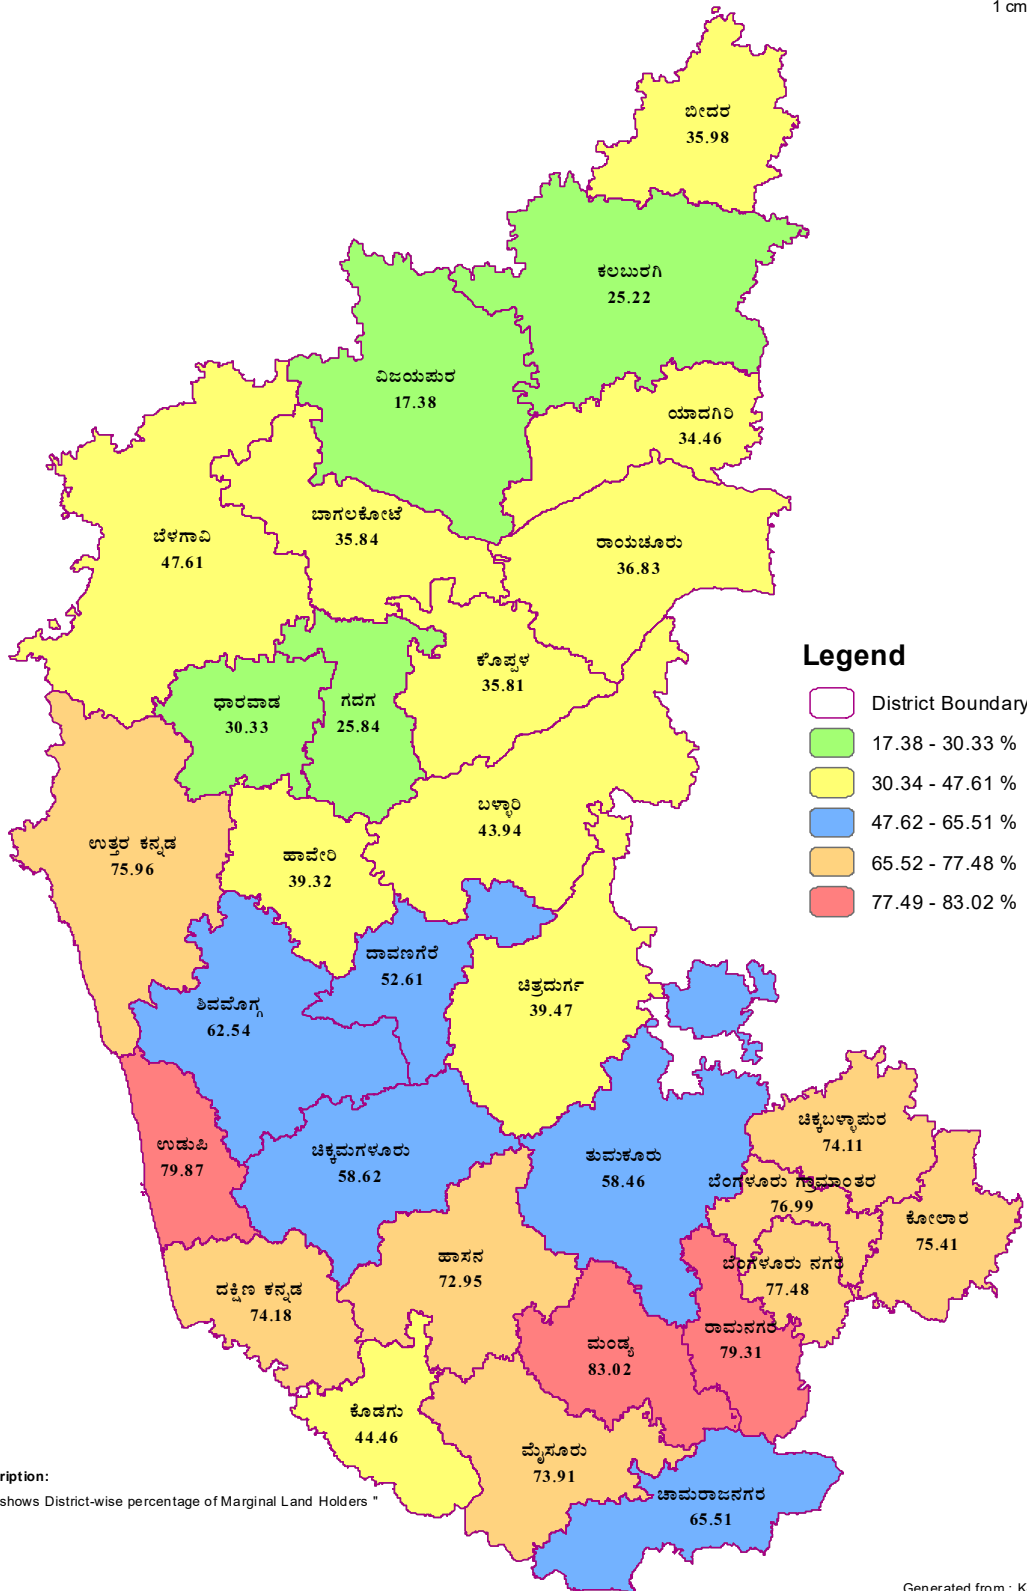 1 cm
ಬೀದರ
35.98
ಕಲಬುರಗಿ
25.22
ವಿಜಯಪುರ
17.38
ಯಾದಗಿರಿ
34.46
ಬಾಗಲಕೋಟೆ
35.84
ಬೆಳಗಾವಿ
47.61
ರಾಯಚೂರು
36.83
ಕೊಪ್ಪಳ
35.81
ಧಾರವಾಡ
30.33
ಗದಗ
25.84
Legend
District Boundary
17.38 - 30.33 %
30.34 - 47.61 %
47.62 - 65.51 %
65.52 - 77.48 %
77.49 - 83.02 %
ಬಳ್ಳಾರಿ
43.94
ಉತ್ತರ ಕನ್ನಡ
75.96
ಹಾವೇರಿ
39.32
ದಾವಣಗೆರೆ
52.61
ಚಿತ್ರದುರ್ಗ
39.47
ಶಿವಮೊಗ್ಗ
62.54
ಚಿಕ್ಕಬಳ್ಳಾಪುರ
74.11
ಉಡುಪಿ
79.87
ಚಿಕ್ಕಮಗಳೂರು
58.62
ತುಮಕೂರು
58.46
ಬೆಂಗಳೂರು ಗ್ರಾಮಾಂತರ
76.99
ಕೋಲಾರ
75.41
ಹಾಸನ
72.95
ಬೆಂಗಳೂರು ನಗರ
77.48
ದಕ್ಷಿಣ ಕನ್ನಡ
74.18
ರಾಮನಗರ
79.31
ಮಂಡ್ಯ
83.02
ಕೊಡಗು
44.46
ಮೈಸೂರು
73.91
ಚಾಮರಾಜನಗರ
65.51
ription:
shows District-wise percentage of Marginal Land Holders "
Generated from : K